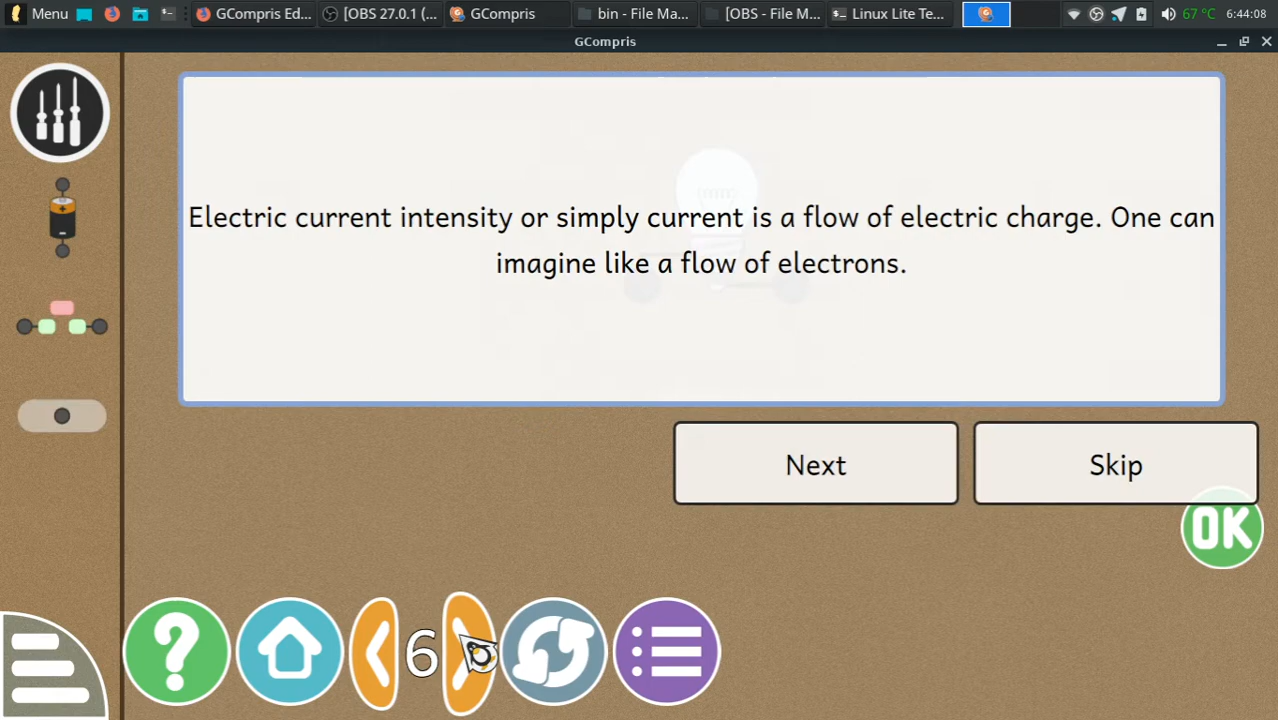 Menu
GCompris Ed...
[OBS 27.0.1 (...
GCompris
bin - File Ma...
[OBS - File M...
Linux Lite Te...
67 °C
6:44:08
GCompris
Electric current intensity or simply current is a flow of electric charge. One can
imagine like a flow of electrons.
Next
Skip
OK
?
6